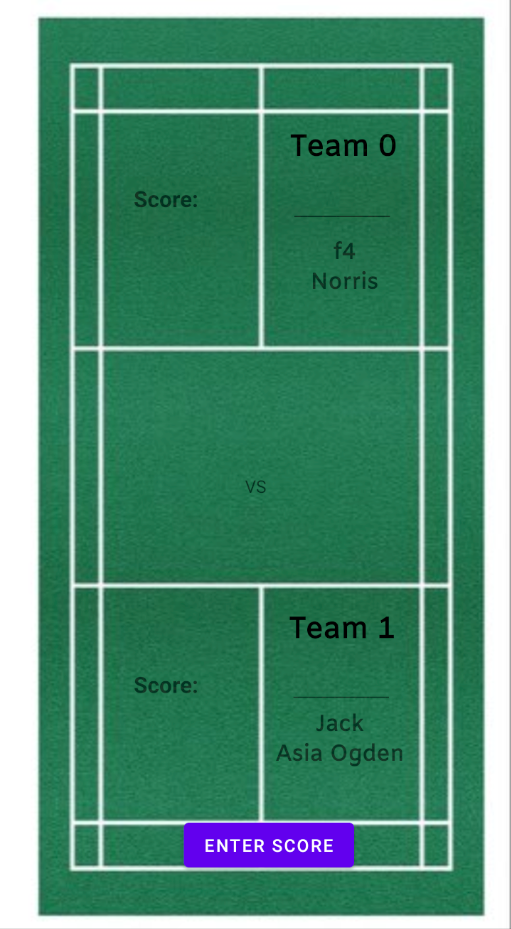 Team 0
Score:
f4
Norris
VS
Team 1
Score:
Jack
Asia Ogden
ENTER SCORE